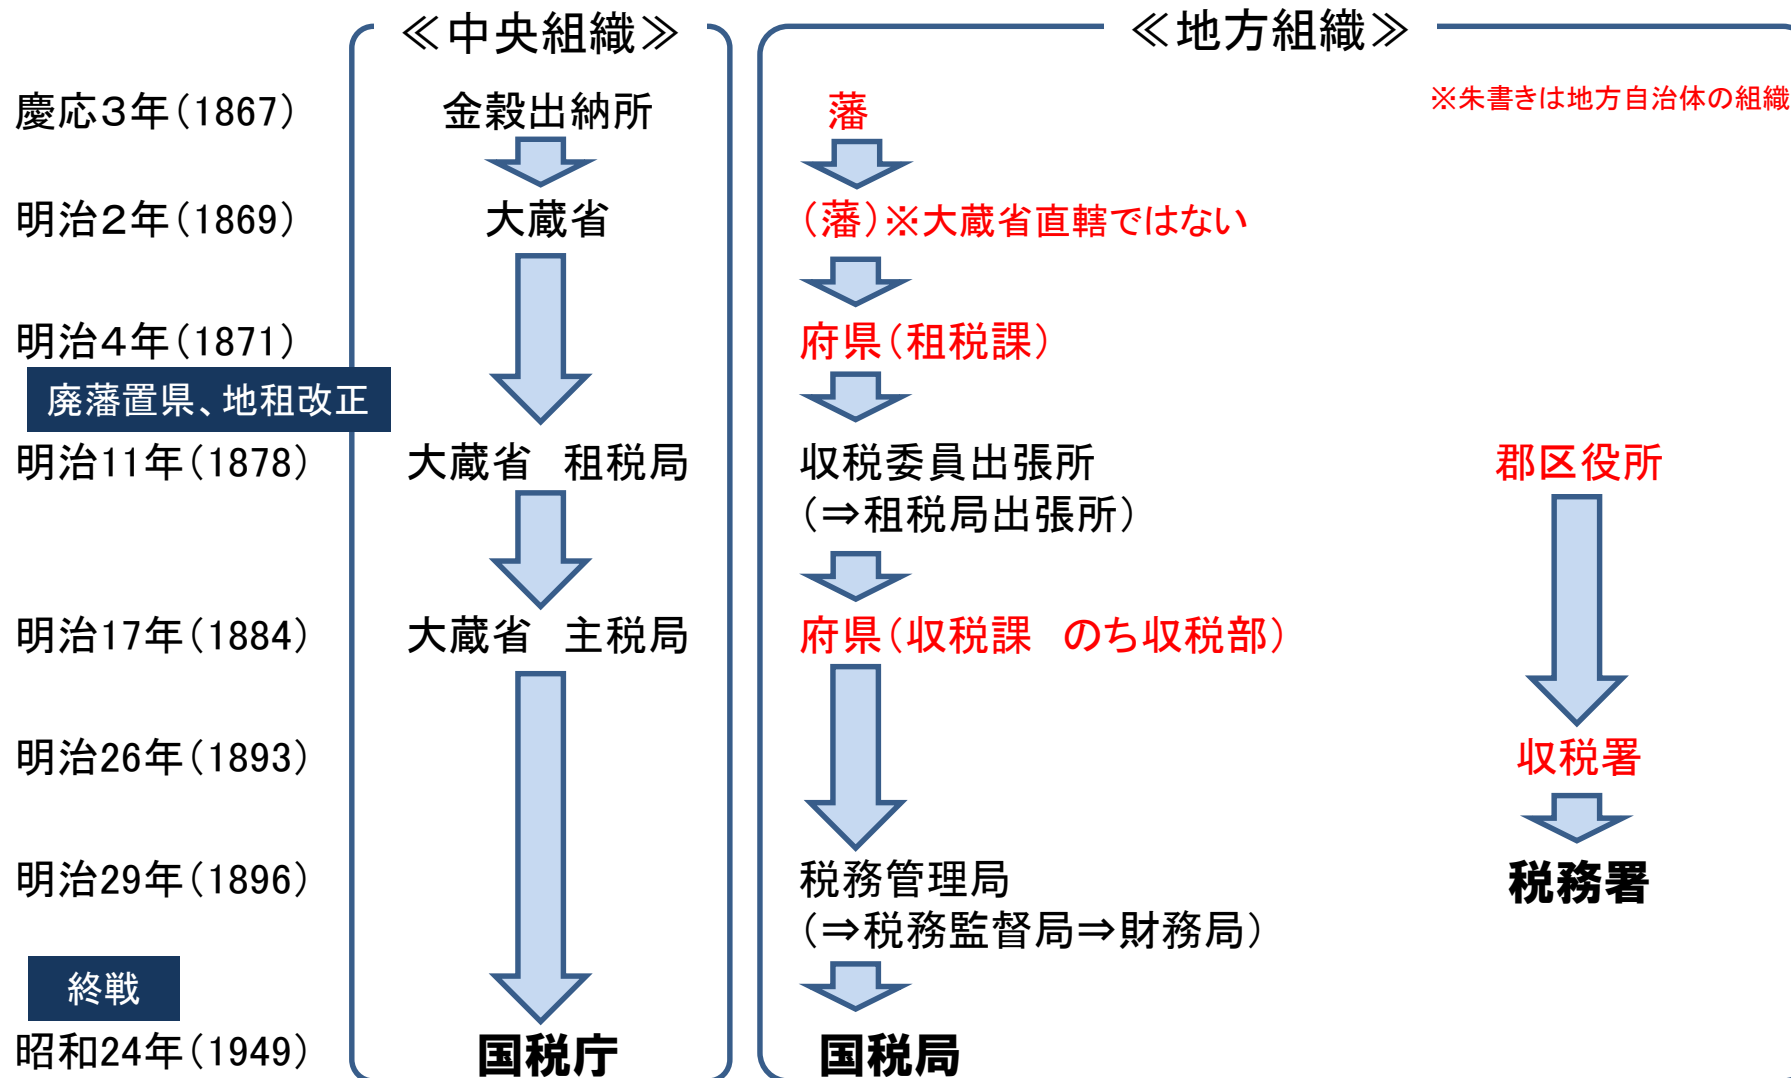 ≪中央組織≫　≪地方組織≫
※朱書きは地方自治体の組織
慶応３年（1867）　金穀出納所　藩
明治２年（1869）　大蔵省　（藩）※大蔵省直轄ではない
明治４年（1871）　府県（租税課）
廃藩置県、地租改正
明治11年（1878）　大蔵省　租税局　収税委員出張所　郡区役所
（⇒租税局出張所）
明治17年（1884）　大蔵省　主税局　府県（収税課　のち収税部）
明治26年（1893）　収税署
明治29年（1896）　税務管理局　税務署
（⇒税務監督局⇒財務局）
終戦
昭和24年（1949）　国税庁　国税局